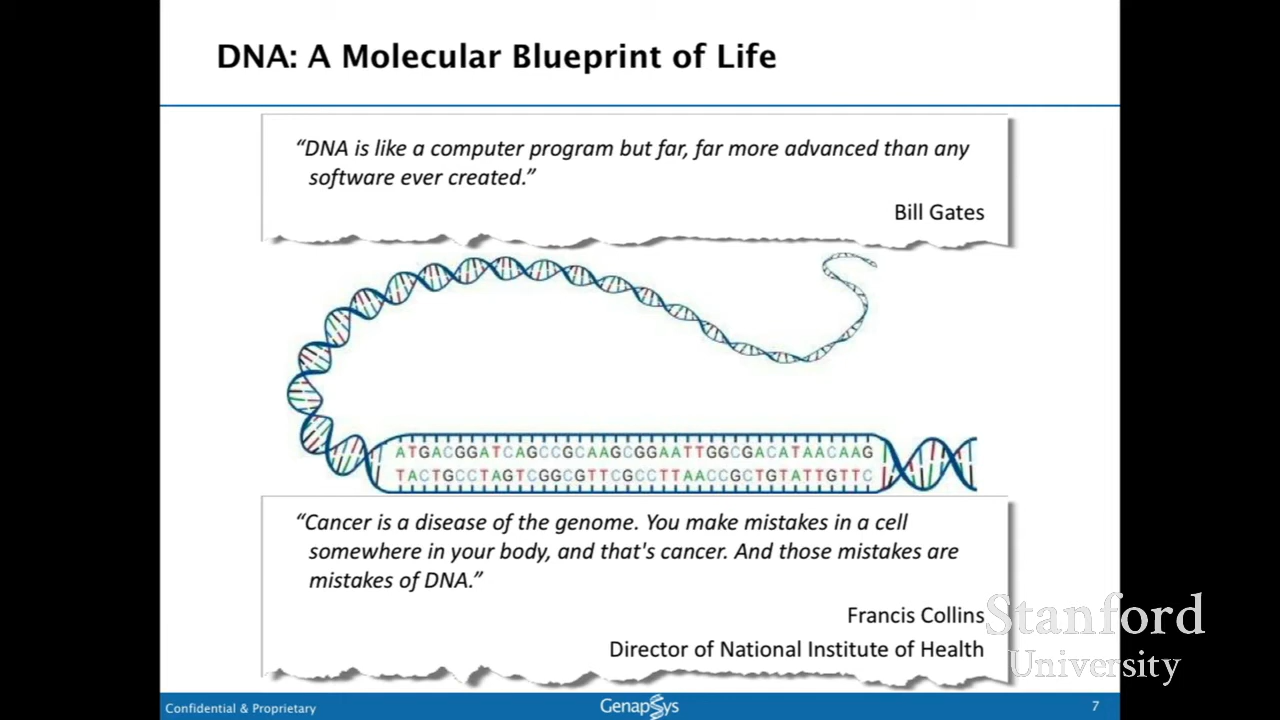 DNA: A Molecular Blueprint of Life
“DNA is like a computer program but far, far more advanced than any
software ever created.”
Bill Gates
ATGACGGATCAGCCGCAAGCGGAATTGGCGACATAACAAG
TACTGCCTAGTCGGCGTTCGCCTTAACCGCTGTATTGTTC
“Cancer is a disease of the genome. You make mistakes in a cell
somewhere in your body, and that's cancer. And those mistakes are
mistakes of DNA.”
Francis Collins
Director of National Institute of Health
Stanford
University
Confidential & Proprietary
GenapSys
7